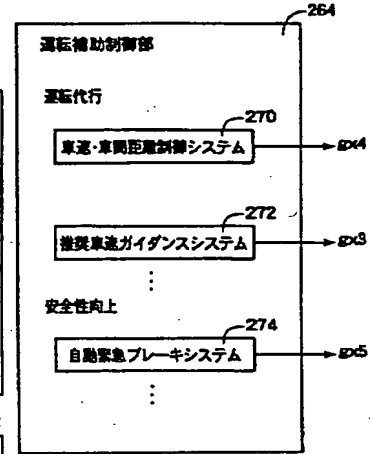 264
運転補助制御部
運転代行
270
車速・車間距離制御システム
gx4
272
推奨車速ガイダンスシステム
gx3
安全性向上
274
自動緊急ブレーキシステム
gx5